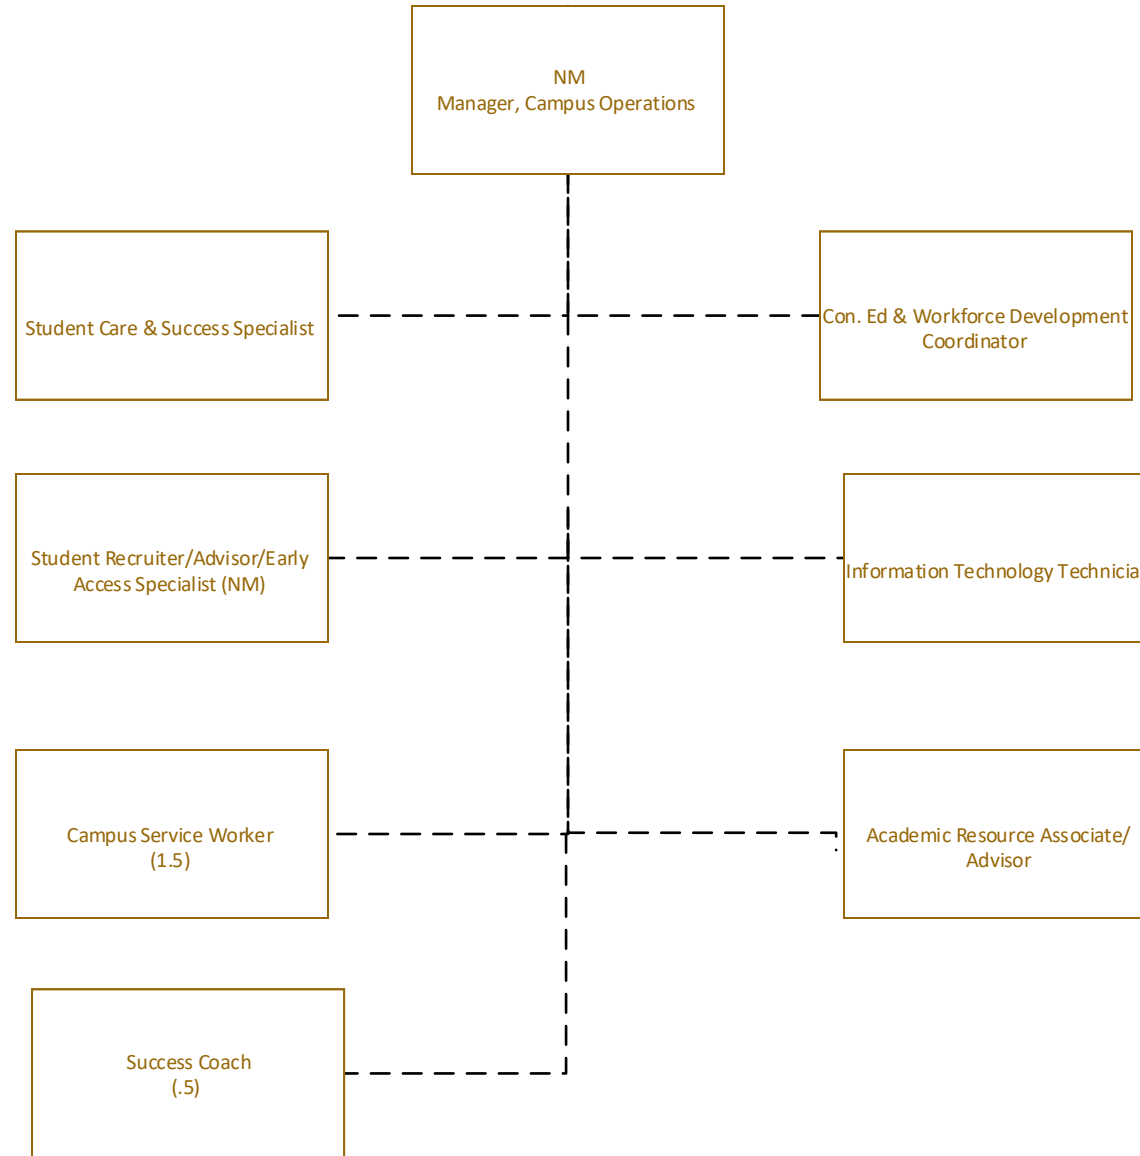 NM
Manager, Campus Operations
Student Care & Success Specialist
Con. Ed & Workforce Development
Coordinator
Student Recruiter/Advisor/Early
Access Specialist (NM)
Information Technology Technicia
Campus Service Worker
(1.5)
Academic Resource Associate/
Advisor
Success Coach
(.5)